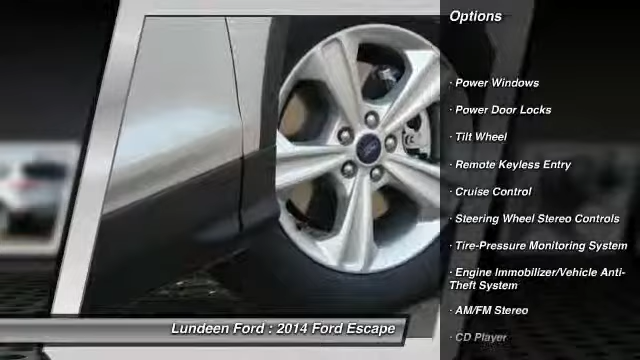 Options
· Power Windows
· Power Door Locks
· Tilt Wheel
· Remote Keyless Entry
· Cruise Control
· Steering Wheel Stereo Controls
· Tire-Pressure Monitoring System
· Engine Immobilizer/Vehicle Anti-
Theft System
· AM/FM Stereo
· CD Player
Lundeen Ford : 2014 Ford Escape